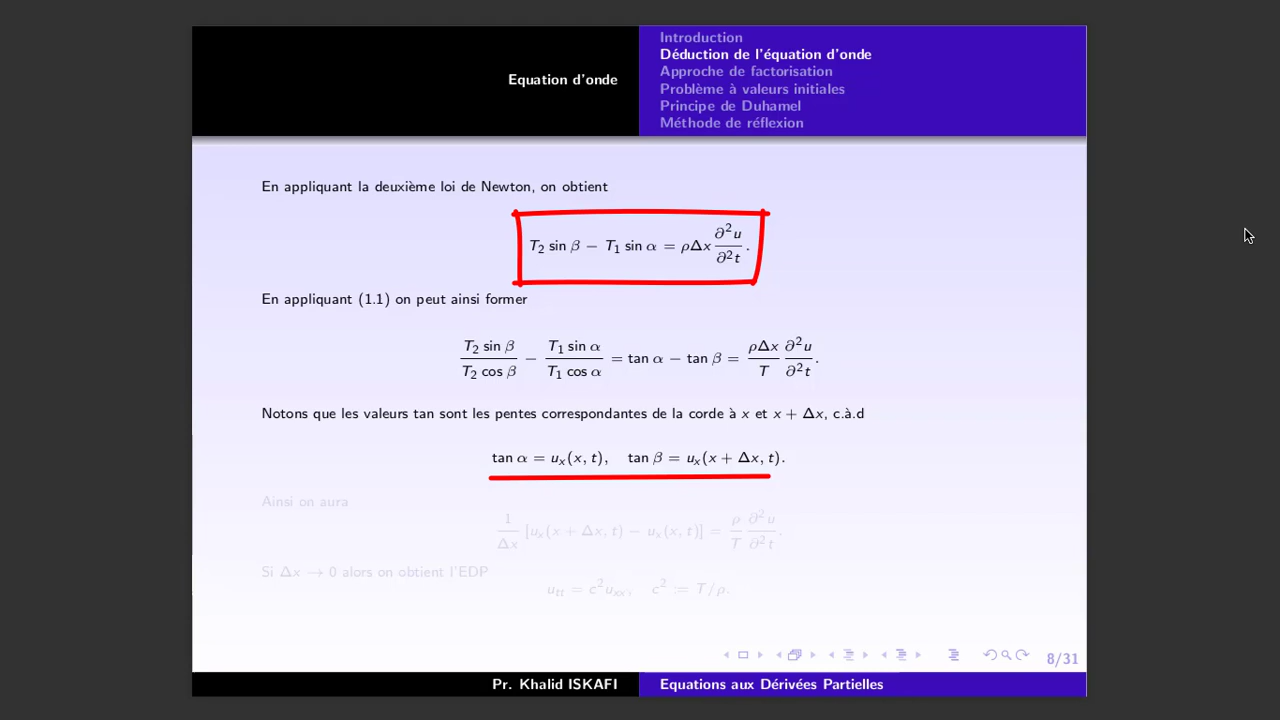 Equation d'onde
Introduction
Déduction de l'équation d'onde
Approche de factorisation
Problème à valeurs initiales
Principe de Duhamel
Méthode de réflexion
En appliquant la deuxième loi de Newton, on obtient
T₂ sin β − T₁ sin α = ρΔx ∂²u/∂²t.
En appliquant (1.1) on peut ainsi former
T₂ sin β / T₂ cos β − T₁ sin α / T₁ cos α = tan α − tan β = ρΔx/T ∂²u/∂²t.
Notons que les valeurs tan sont les pentes correspondantes de la corde à x et x + Δx, c.à.d
tan α = uₓ(x, t), tan β = uₓ(x + Δx, t).
Ainsi on aura
1/Δx [uₓ(x + Δx, t) − uₓ(x, t)] = ρ/T ∂²u/∂²t.
Si Δx → 0 alors on obtient l'EDP
uₜₜ = c²uₓₓ, c² := T/ρ.
8/31
Pr. Khalid ISKAFI
Equations aux Dérivées Partielles